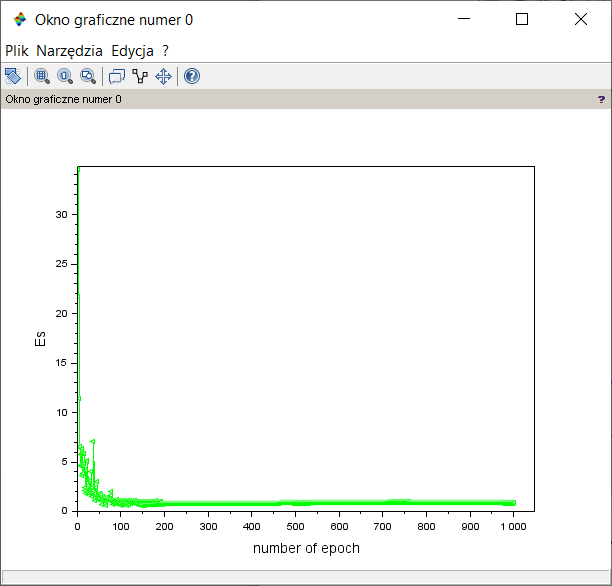 Okno graficzne numer 0
Plik Narzędzia Edycja ?
Okno graficzne numer 0 ?
30
25
20
15
10
5
0
Es
0 100 200 300 400 500 600 700 800 900 1 000
number of epoch